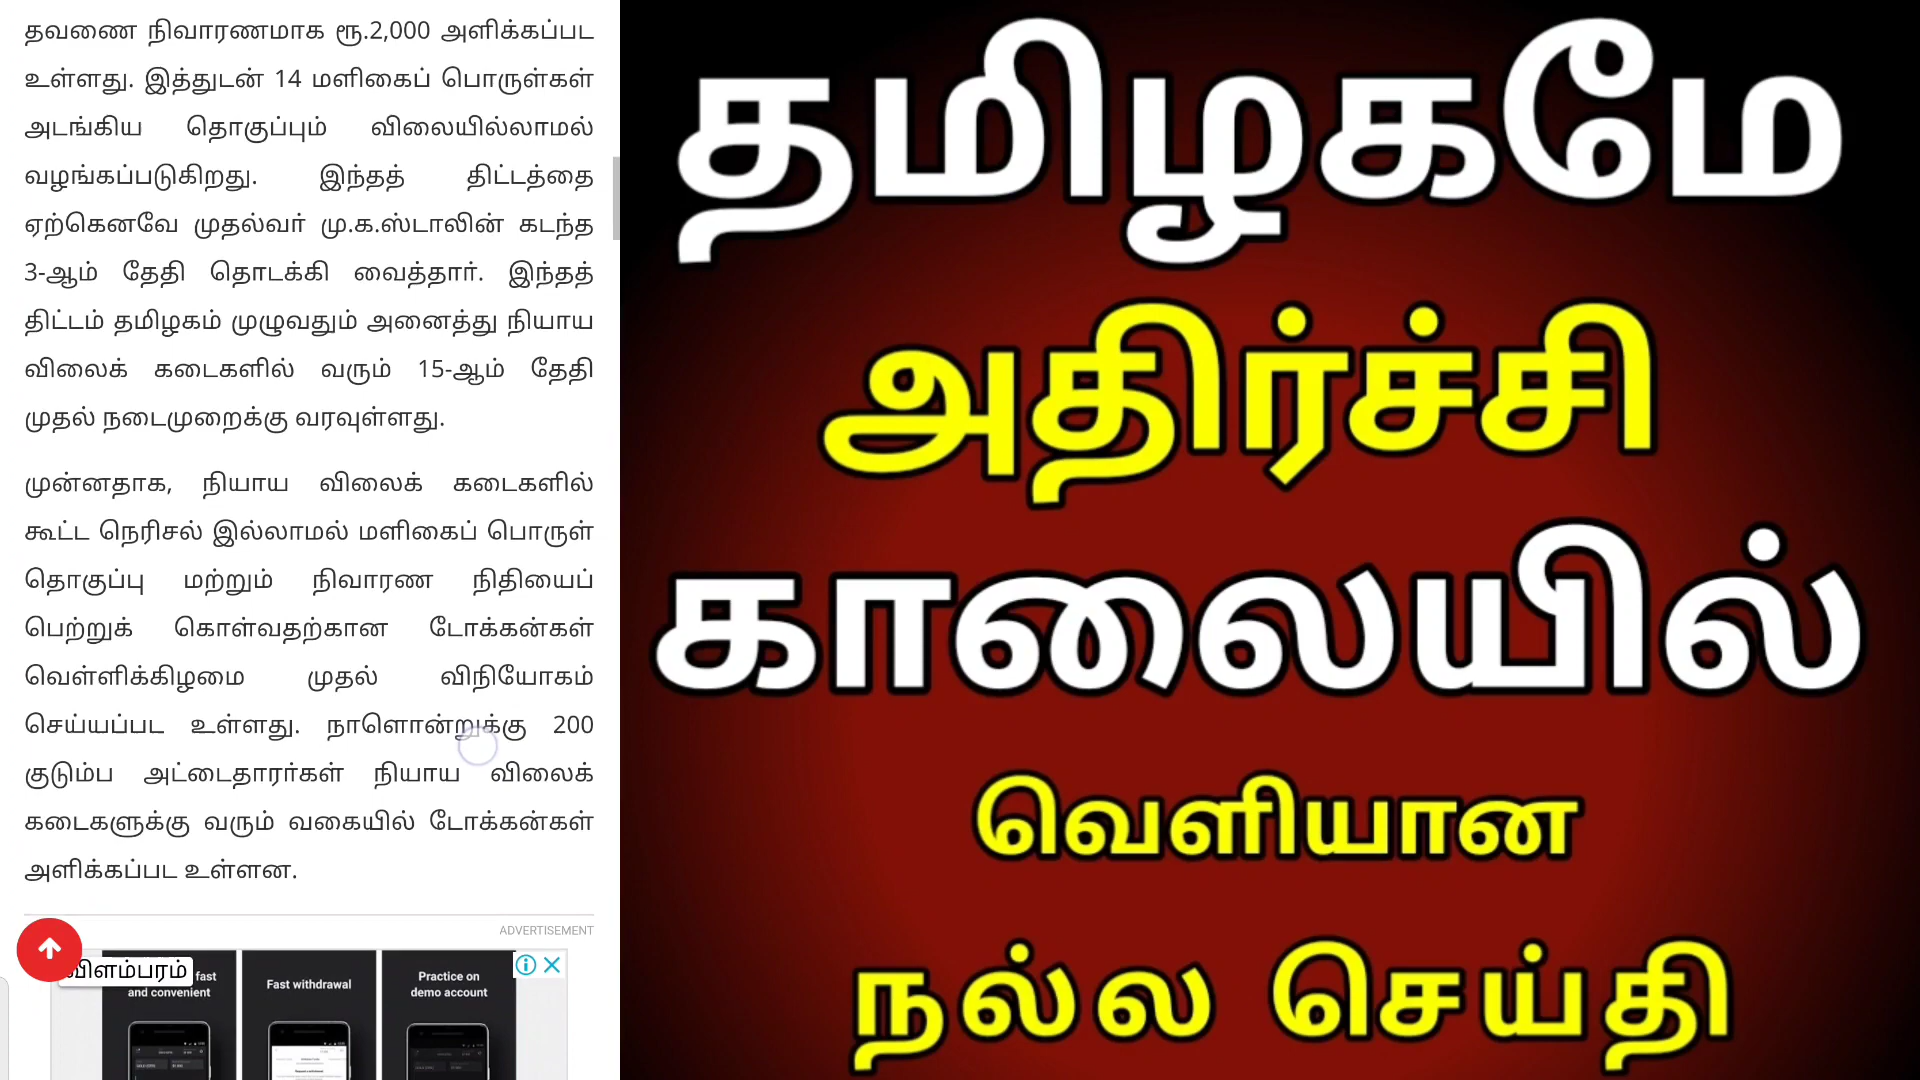 தவணை நிவாரணமாக ரூ.2,000 அளிக்கப்பட
உள்ளது. இத்துடன் 14 மளிகைப் பொருள்கள்
அடங்கிய தொகுப்பும் விலையில்லாமல்
வழங்கப்படுகிறது. இந்தத் திட்டத்தை
ஏற்கெனவே முதல்வர் மு.க.ஸ்டாலின் கடந்த
3-ஆம் தேதி தொடக்கி வைத்தார். இந்தத்
திட்டம் தமிழகம் முழுவதும் அனைத்து நியாய
விலைக் கடைகளில் வரும் 15-ஆம் தேதி
முதல் நடைமுறைக்கு வரவுள்ளது.
முன்னதாக, நியாய விலைக் கடைகளில்
கூட்ட நெரிசல் இல்லாமல் மளிகைப் பொருள்
தொகுப்பு மற்றும் நிவாரண நிதியைப்
பெற்றுக் கொள்வதற்கான டோக்கன்கள்
வெள்ளிக்கிழமை முதல் விநியோகம்
செய்யப்பட உள்ளது. நாளொன்றுக்கு 200
குடும்ப அட்டைதாரர்கள் நியாய விலைக்
கடைகளுக்கு வரும் வகையில் டோக்கன்கள்
அளிக்கப்பட உள்ளன.
ADVERTISEMENT
விளம்பரம்
fast
and convenient
Fast withdrawal
Practice on
demo account
தமிழகமே
அதிர்ச்சி
காலையில்
வெளியான
நல்ல செய்தி